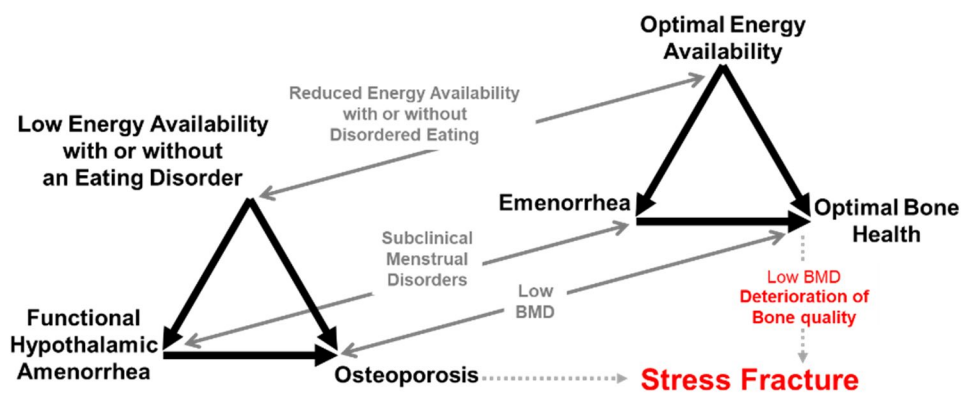 Optimal Energy
Availability
Reduced Energy Availability
with or without
Disordered Eating
Low Energy Availability
with or without
an Eating Disorder
Emenorrhea
Optimal Bone
Health
Subclinical
Menstrual
Disorders
Low
BMD
Low BMD
Deterioration of
Bone quality
Functional
Hypothalamic
Amenorrhea
Osteoporosis
Stress Fracture